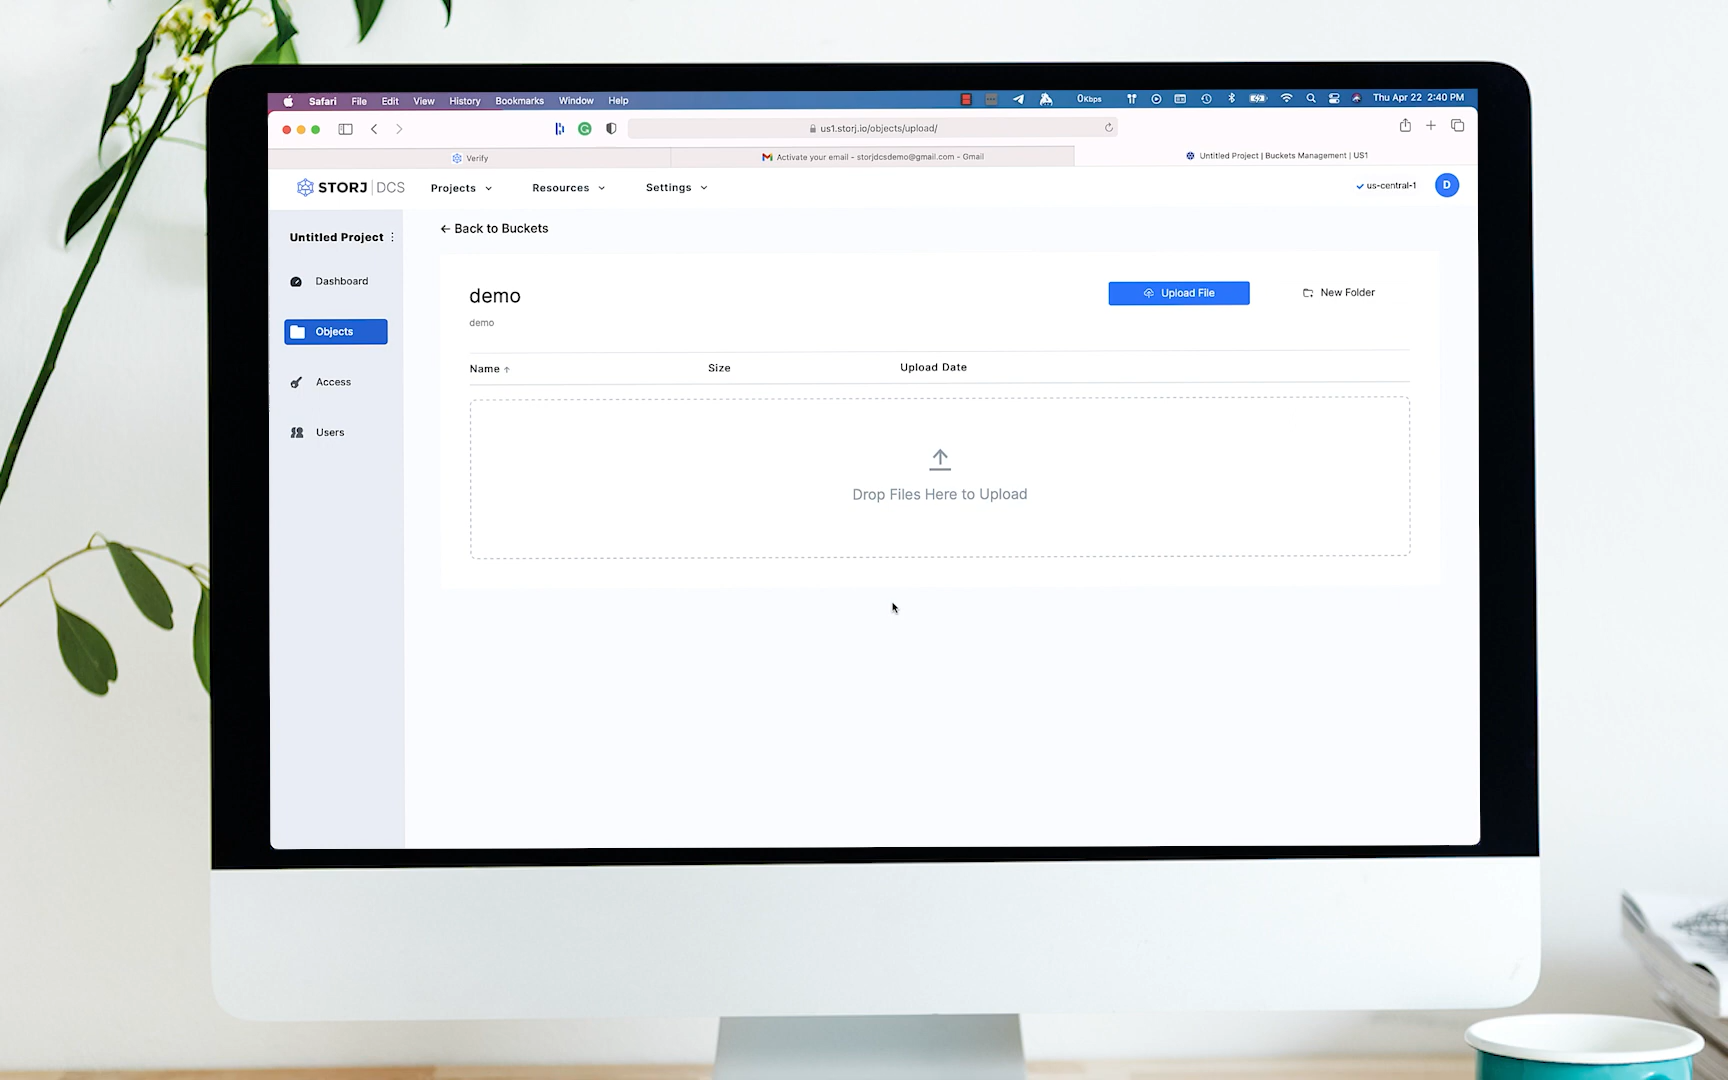 Safari File Edit View History Bookmarks Window Help 0Kbps Thu Apr 22 2:40 PM
us1.storj.io/objects/upload/
Verify Activate your email - storjdcsdemo@gmail.com - Gmail Untitled Project | Buckets Management | US1
STORJ DCS Projects Resources Settings us-central-1 D
Untitled Project
Dashboard
Objects
Access
Users
Back to Buckets
demo
Upload File
New Folder
demo
Name Size Upload Date
Drop Files Here to Upload